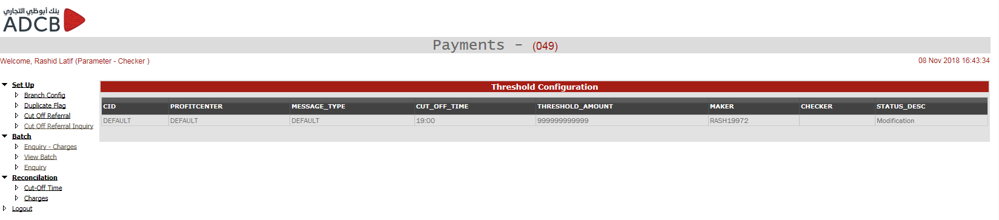 بنك أبوظبي التجاري
ADCB
Payments - (049)
Welcome, Rashid Latif (Parameter - Checker )
08 Nov 2018 16:43:34
Set Up
Branch Config
Duplicate Flag
Cut Off Referral
Cut Off Referral Inquiry
Batch
Enquiry - Charges
View Batch
Enquiry
Reconcilation
Cut-Off Time
Charges
Logout
Threshold Configuration
CID PROFITCENTER MESSAGE_TYPE CUT_OFF_TIME THRESHOLD_AMOUNT MAKER CHECKER STATUS_DESC
DEFAULT DEFAULT DEFAULT 19:00 999999999999 RASH19972 Modification